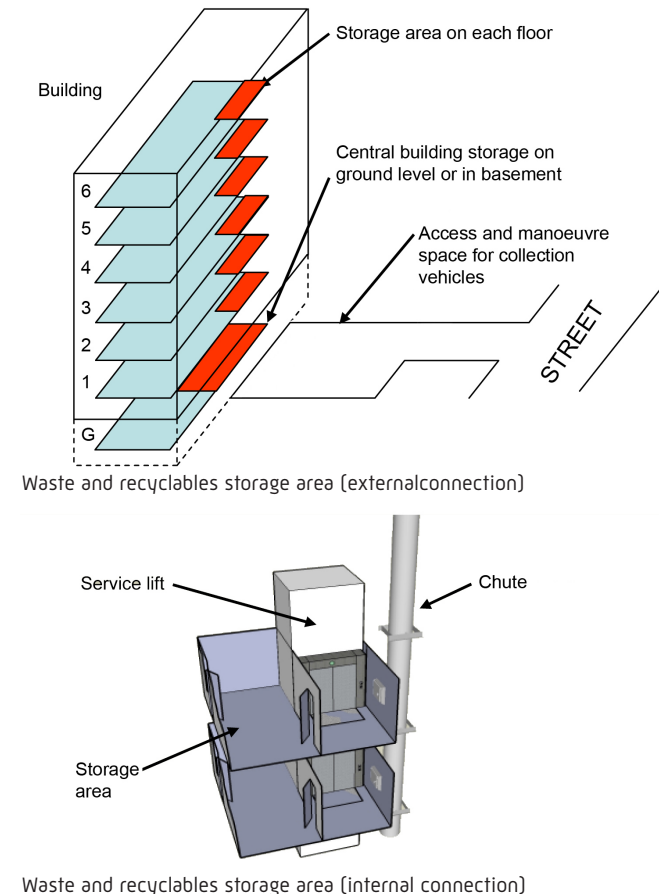 Storage area on each floor
Building
Central building storage on
ground level or in basement
6
5
Access and manoeuvre
space for collection
vehicles
4
3
2
1
G
STREET
Waste and recyclables storage area (externalconnection)
Service lift
Chute
Storage
area
Waste and recyclables storage area (internal connection)